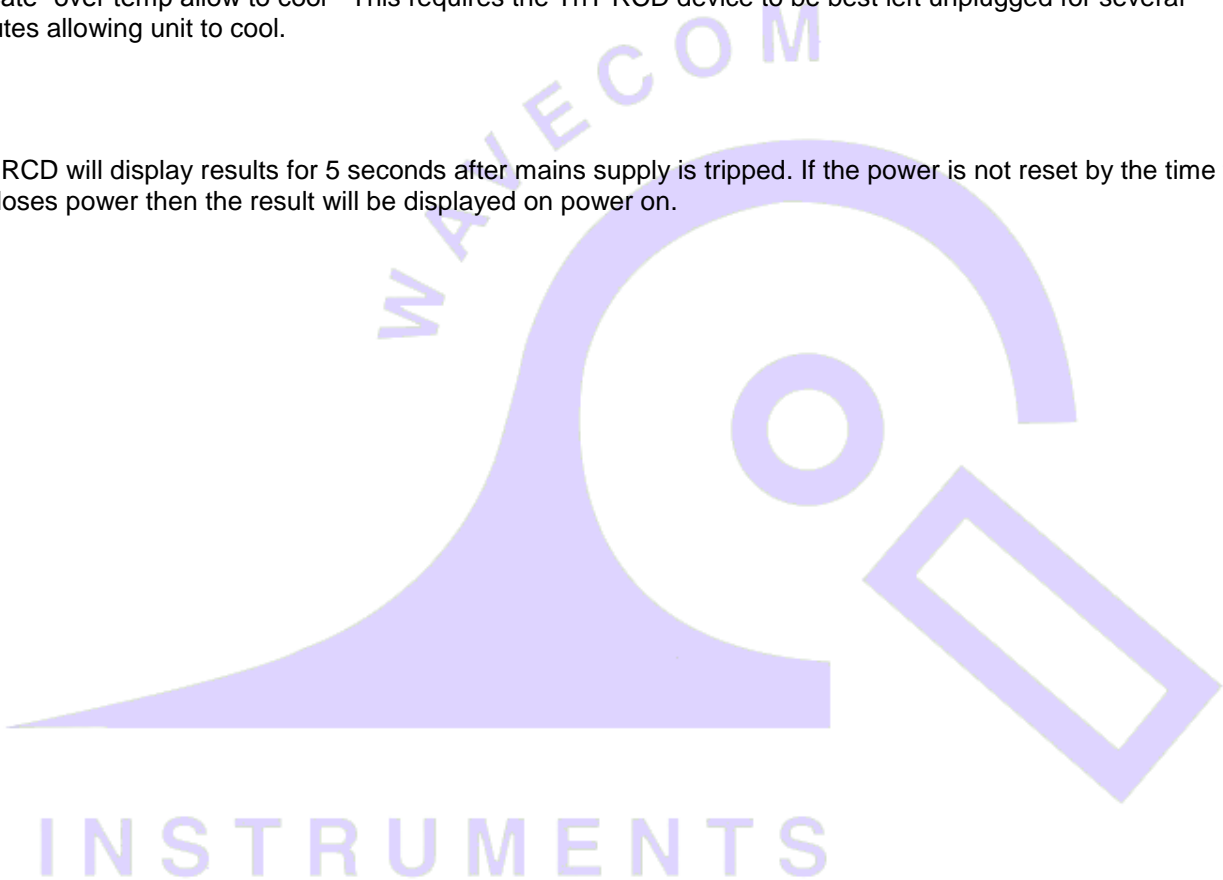 over temp allow to cool" This requires the RCD device to be best left unplugged for several
utes allowing unit to cool.
WAVECOM
RCD will display results for 5 seconds after mains supply is tripped. If the power is not reset by the time
loses power then the result will be displayed on power on.
INSTRUMENTS